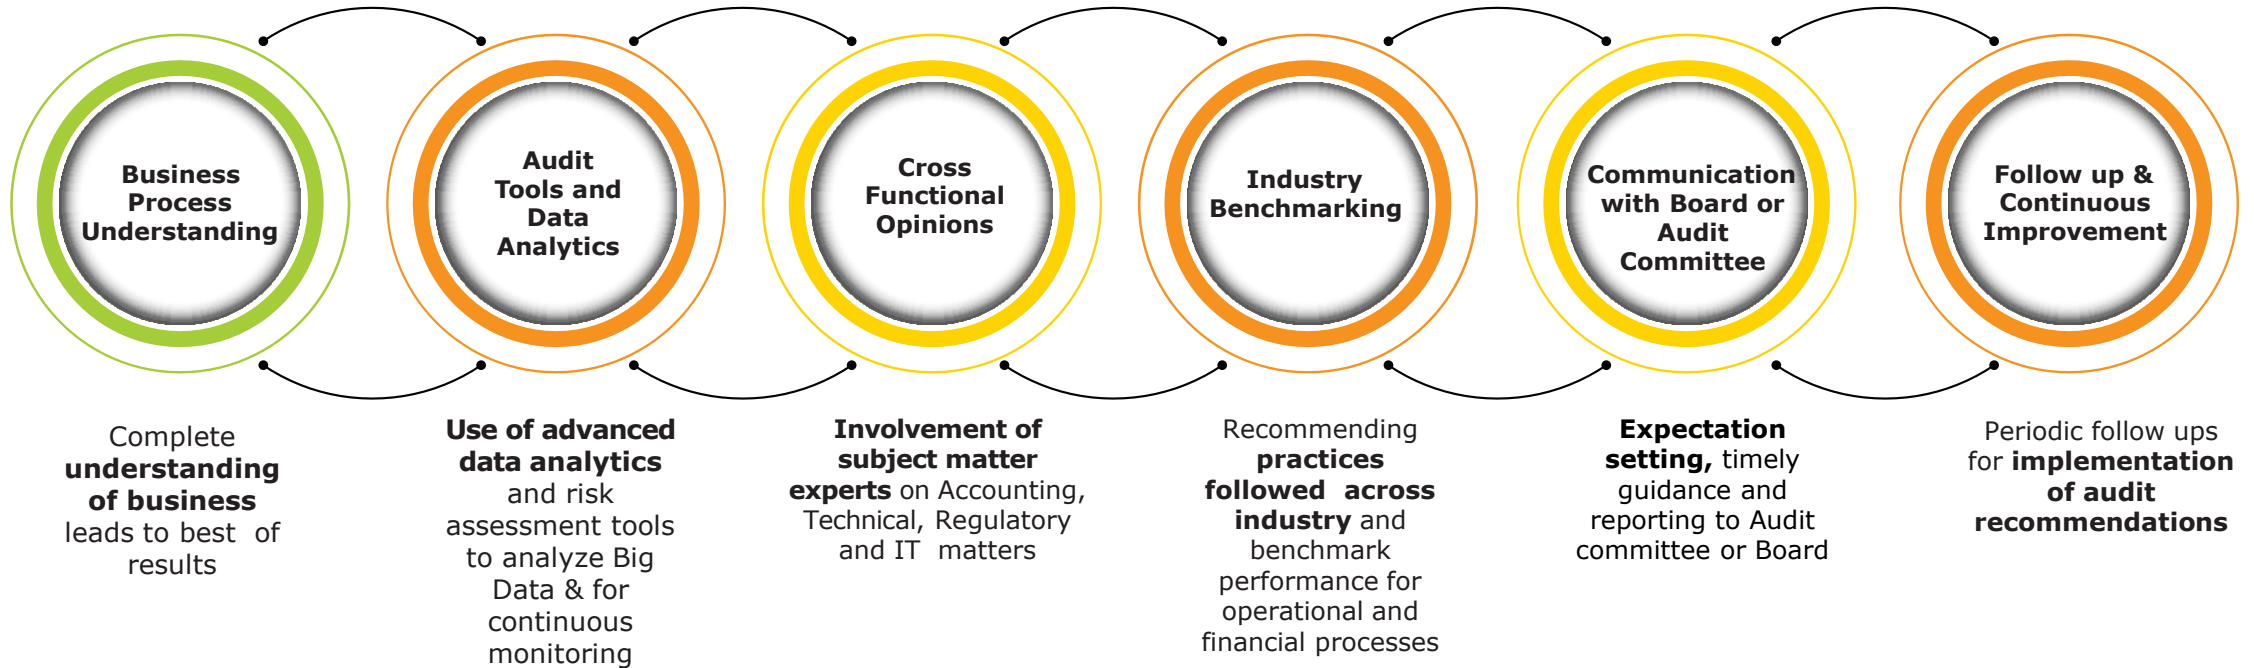 Business
Process
Understanding
Audit
Tools and
Data
Analytics
Cross
Functional
Opinions
Industry
Benchmarking
Communication
with Board or
Audit
Committee
Follow up &
Continuous
Improvement
Complete
understanding
of business
leads to best of
results
Use of advanced
data analytics
and risk
assessment tools
to analyze Big
Data & for
continuous
monitoring
Involvement of
subject matter
experts on Accounting,
Technical, Regulatory
and IT matters
Recommending
practices
followed across
industry and
benchmark
performance for
operational and
financial processes
Expectation
setting, timely
guidance and
reporting to Audit
committee or Board
Periodic follow ups
for implementation
of audit
recommendations